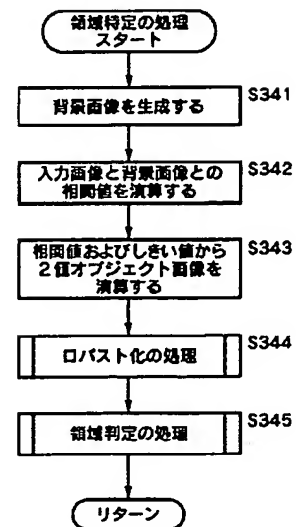 領域特定の処理
スタート
S341
背景画像を生成する
S342
入力画像と背景画像との
相関値を演算する
S343
相関値およびしきい値から
2値オブジェクト画像を
演算する
S344
ロバスト化の処理
S345
領域判定の処理
リターン